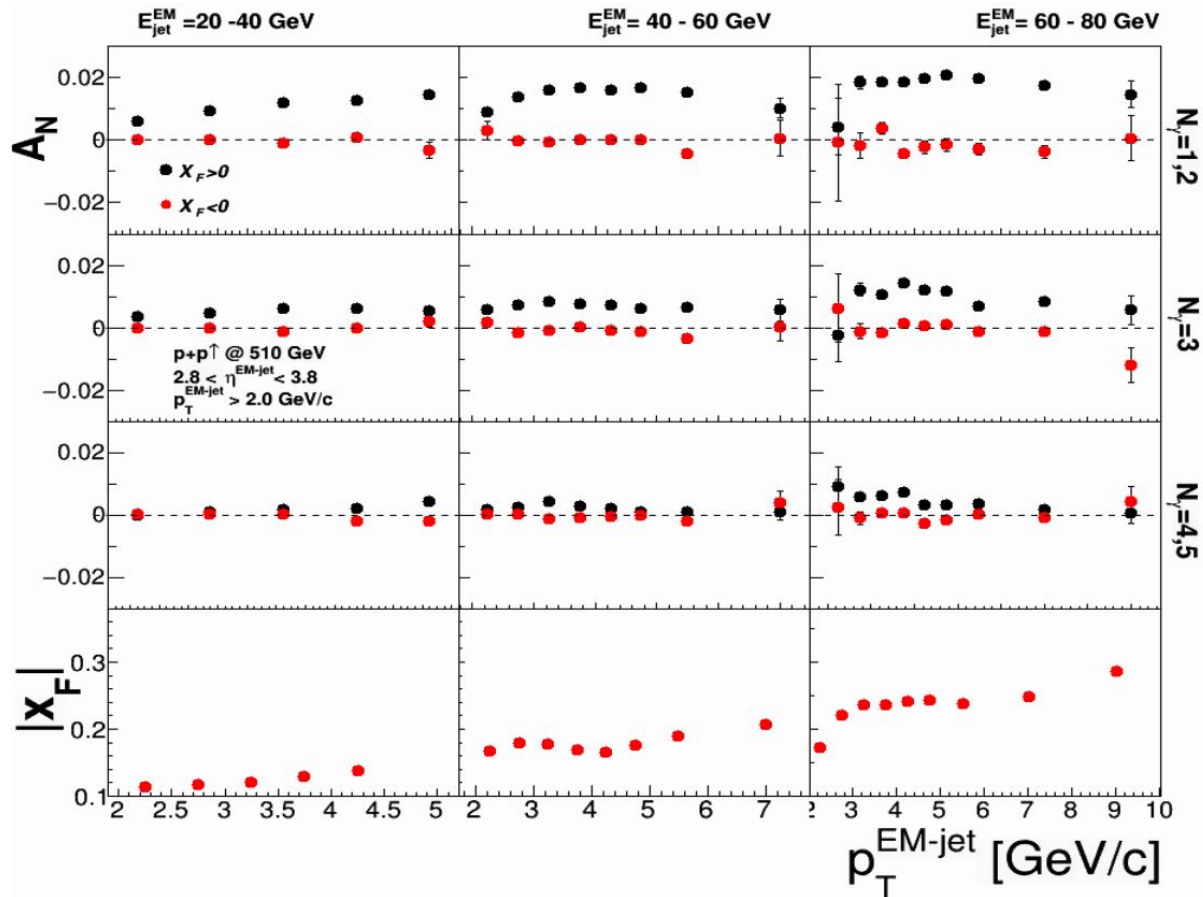 E_jet^EM =20 -40 GeV
E_jet^EM = 40 - 60 GeV
E_jet^EM = 60 - 80 GeV
A_N
0.02
0
−0.02
X_F>0
X_F<0
N_γ=1,2
0.02
0
−0.02
p+p↑ @ 510 GeV
2.8 < η^EM-jet < 3.8
p_T^EM-jet > 2.0 GeV/c
N_γ=3
0.02
0
−0.02
N_γ=4,5
|x_F|
0.3
0.2
0.1
2 2.5 3 3.5 4 4.5 5
2 3 4 5 6 7
2 3 4 5 6 7 8 9 10
p_T^EM-jet [GeV/c]